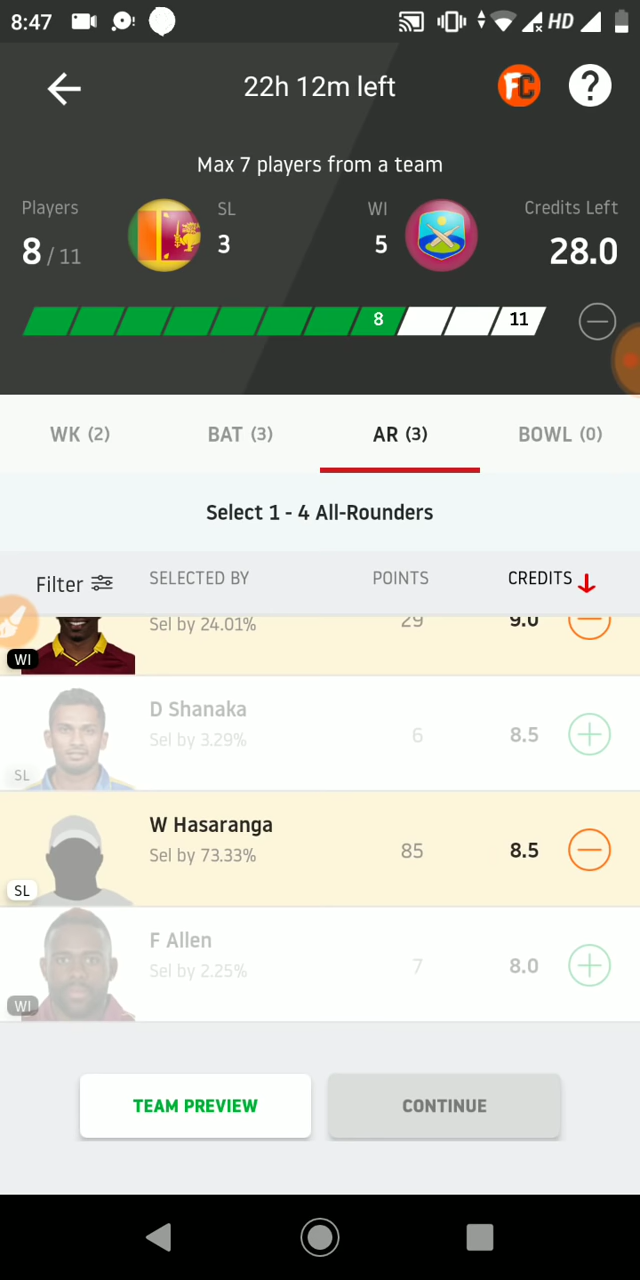 8:47 HD
22h 12m left FC ?
Max 7 players from a team
Players SL WI Credits Left
8 / 11 3 5 28.0
8 11
WK (2) BAT (3) AR (3) BOWL (0)
Select 1 - 4 All-Rounders
Filter SELECTED BY POINTS CREDITS
Sel by 24.01% 29 9.0
WI
D Shanaka
Sel by 3.29% 6 8.5
SL
W Hasaranga
Sel by 73.33% 85 8.5
SL
F Allen
Sel by 2.25% 7 8.0
WI
TEAM PREVIEW CONTINUE